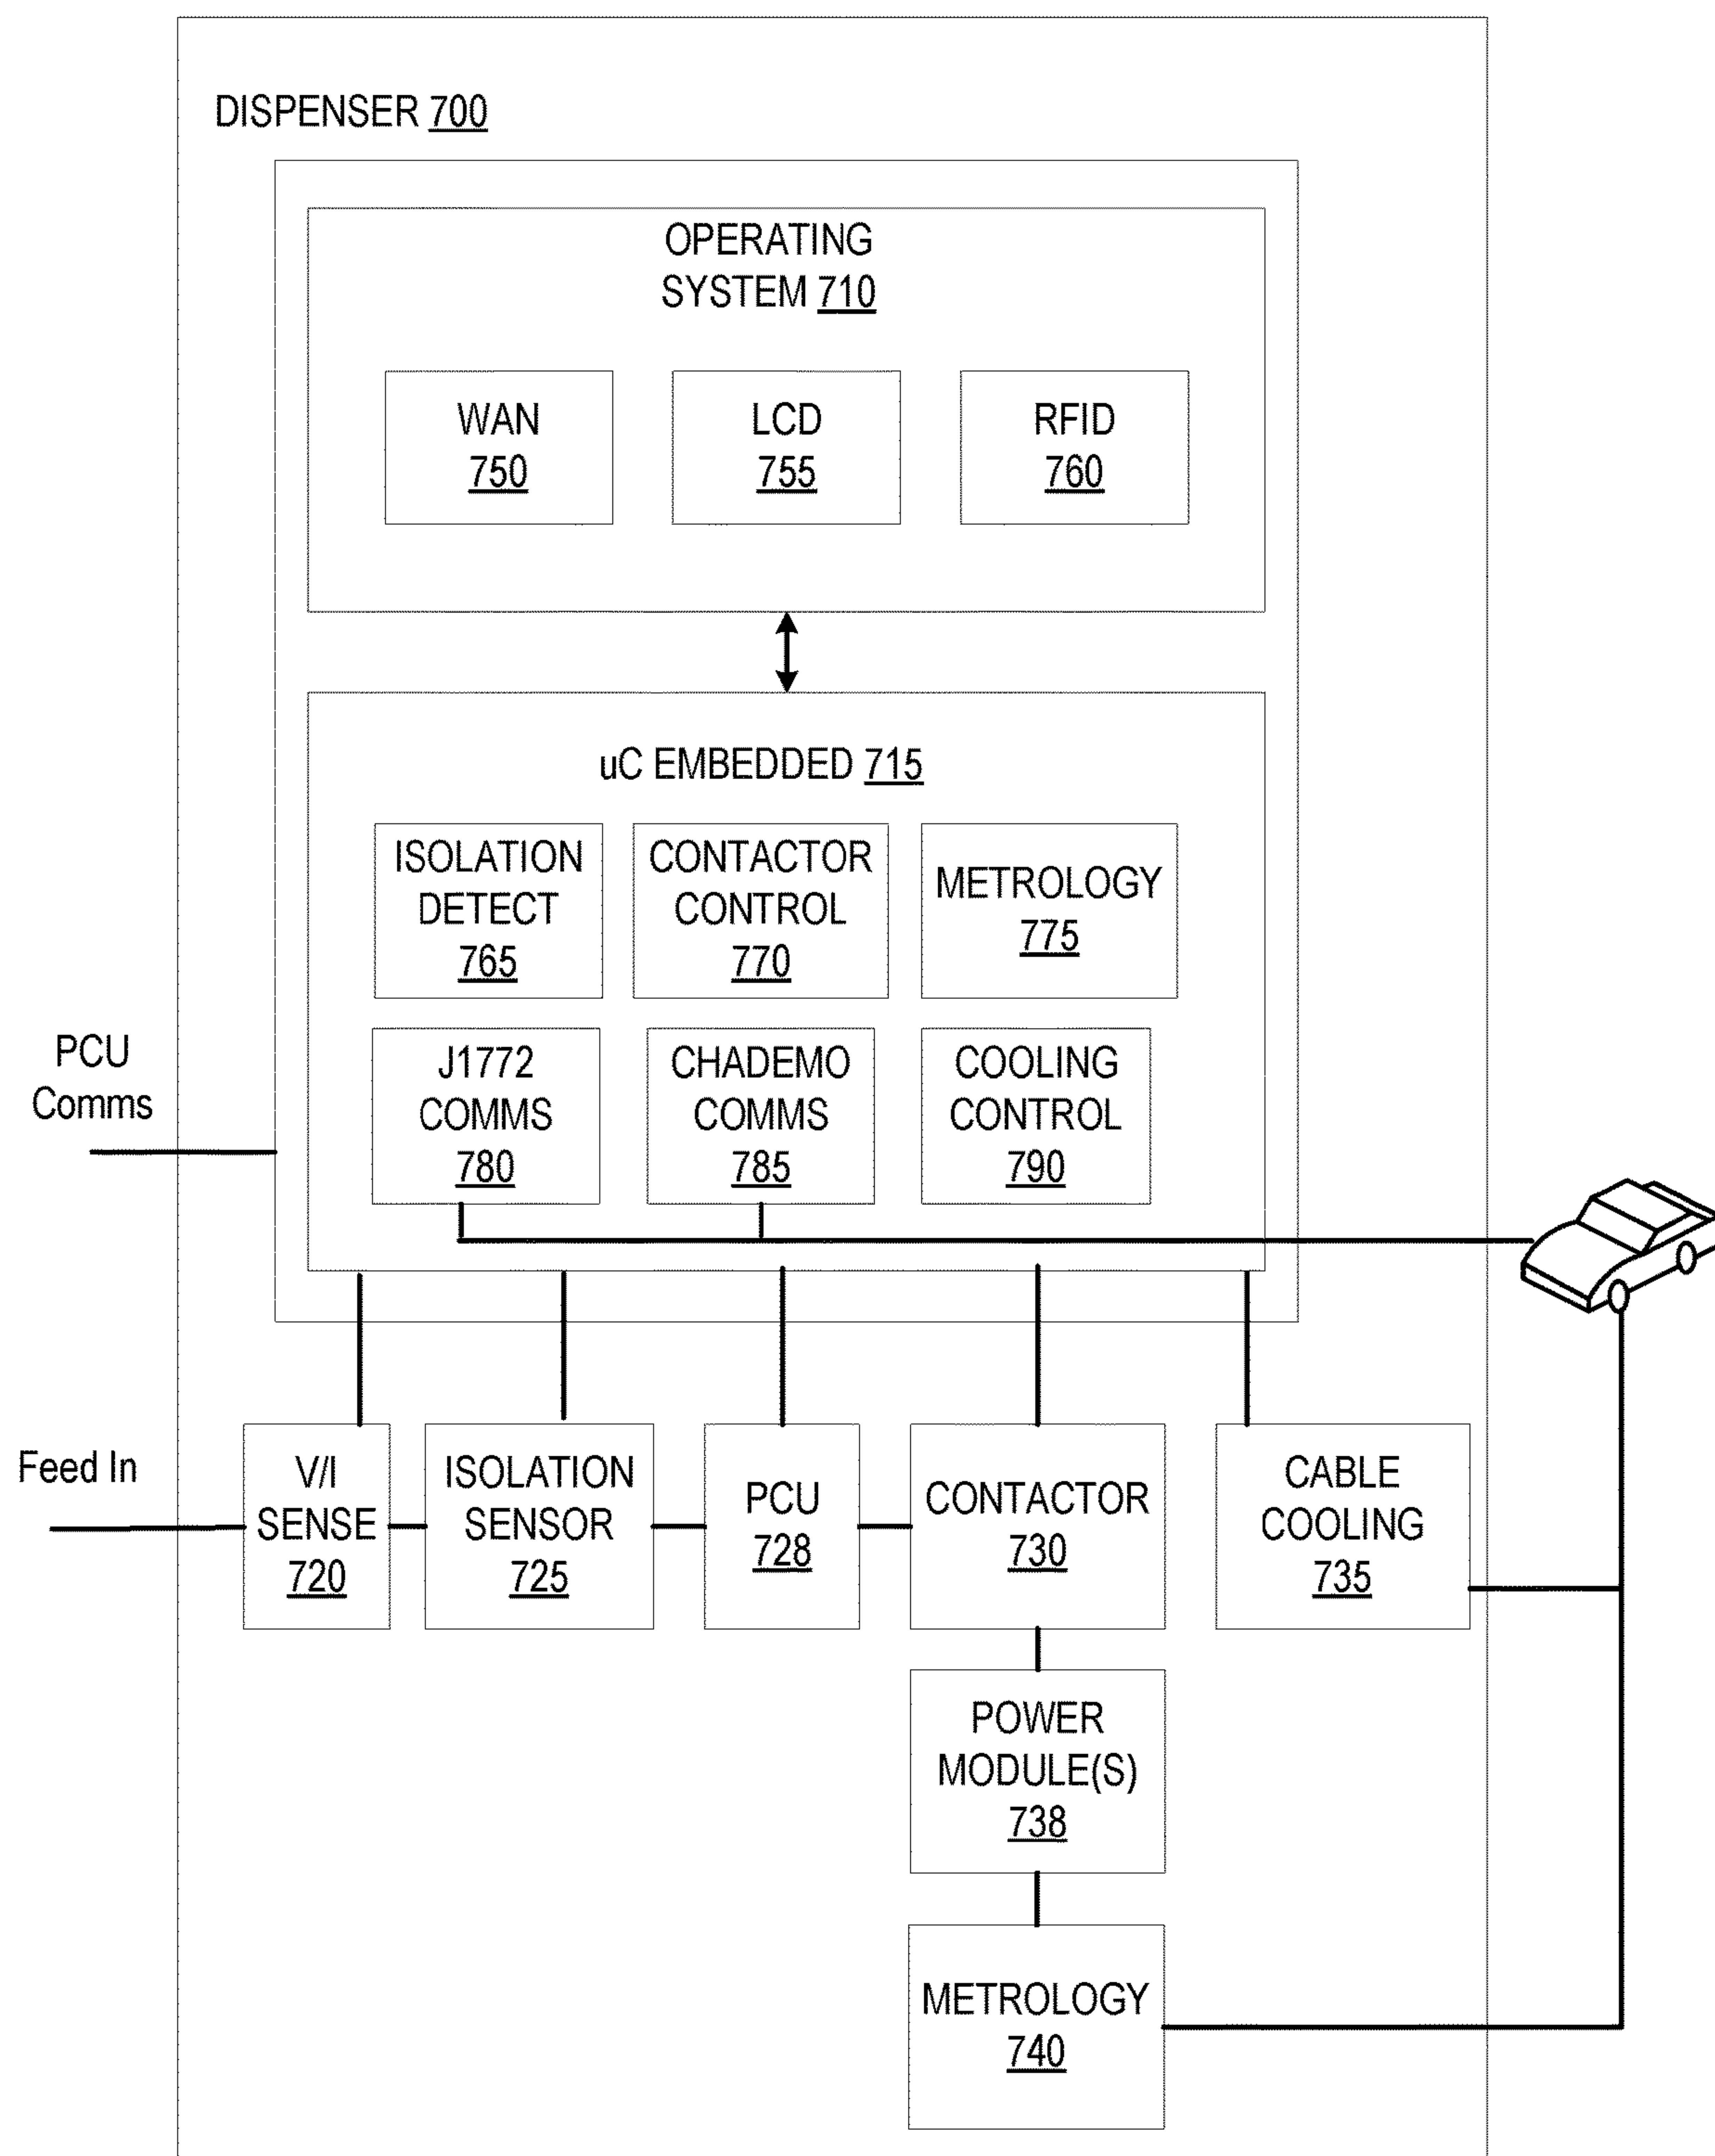 DISPENSER 700
OPERATING
SYSTEM 710
WAN
750
LCD
755
RFID
760
uC EMBEDDED 715
ISOLATION
DETECT
765
CONTACTOR
CONTROL
770
METROLOGY
775
J1772
COMMS
780
CHADEMO
COMMS
785
COOLING
CONTROL
790
PCU
Comms
Feed In
V/I
SENSE
720
ISOLATION
SENSOR
725
PCU
728
CONTACTOR
730
CABLE
COOLING
735
POWER
MODULE(S)
738
METROLOGY
740